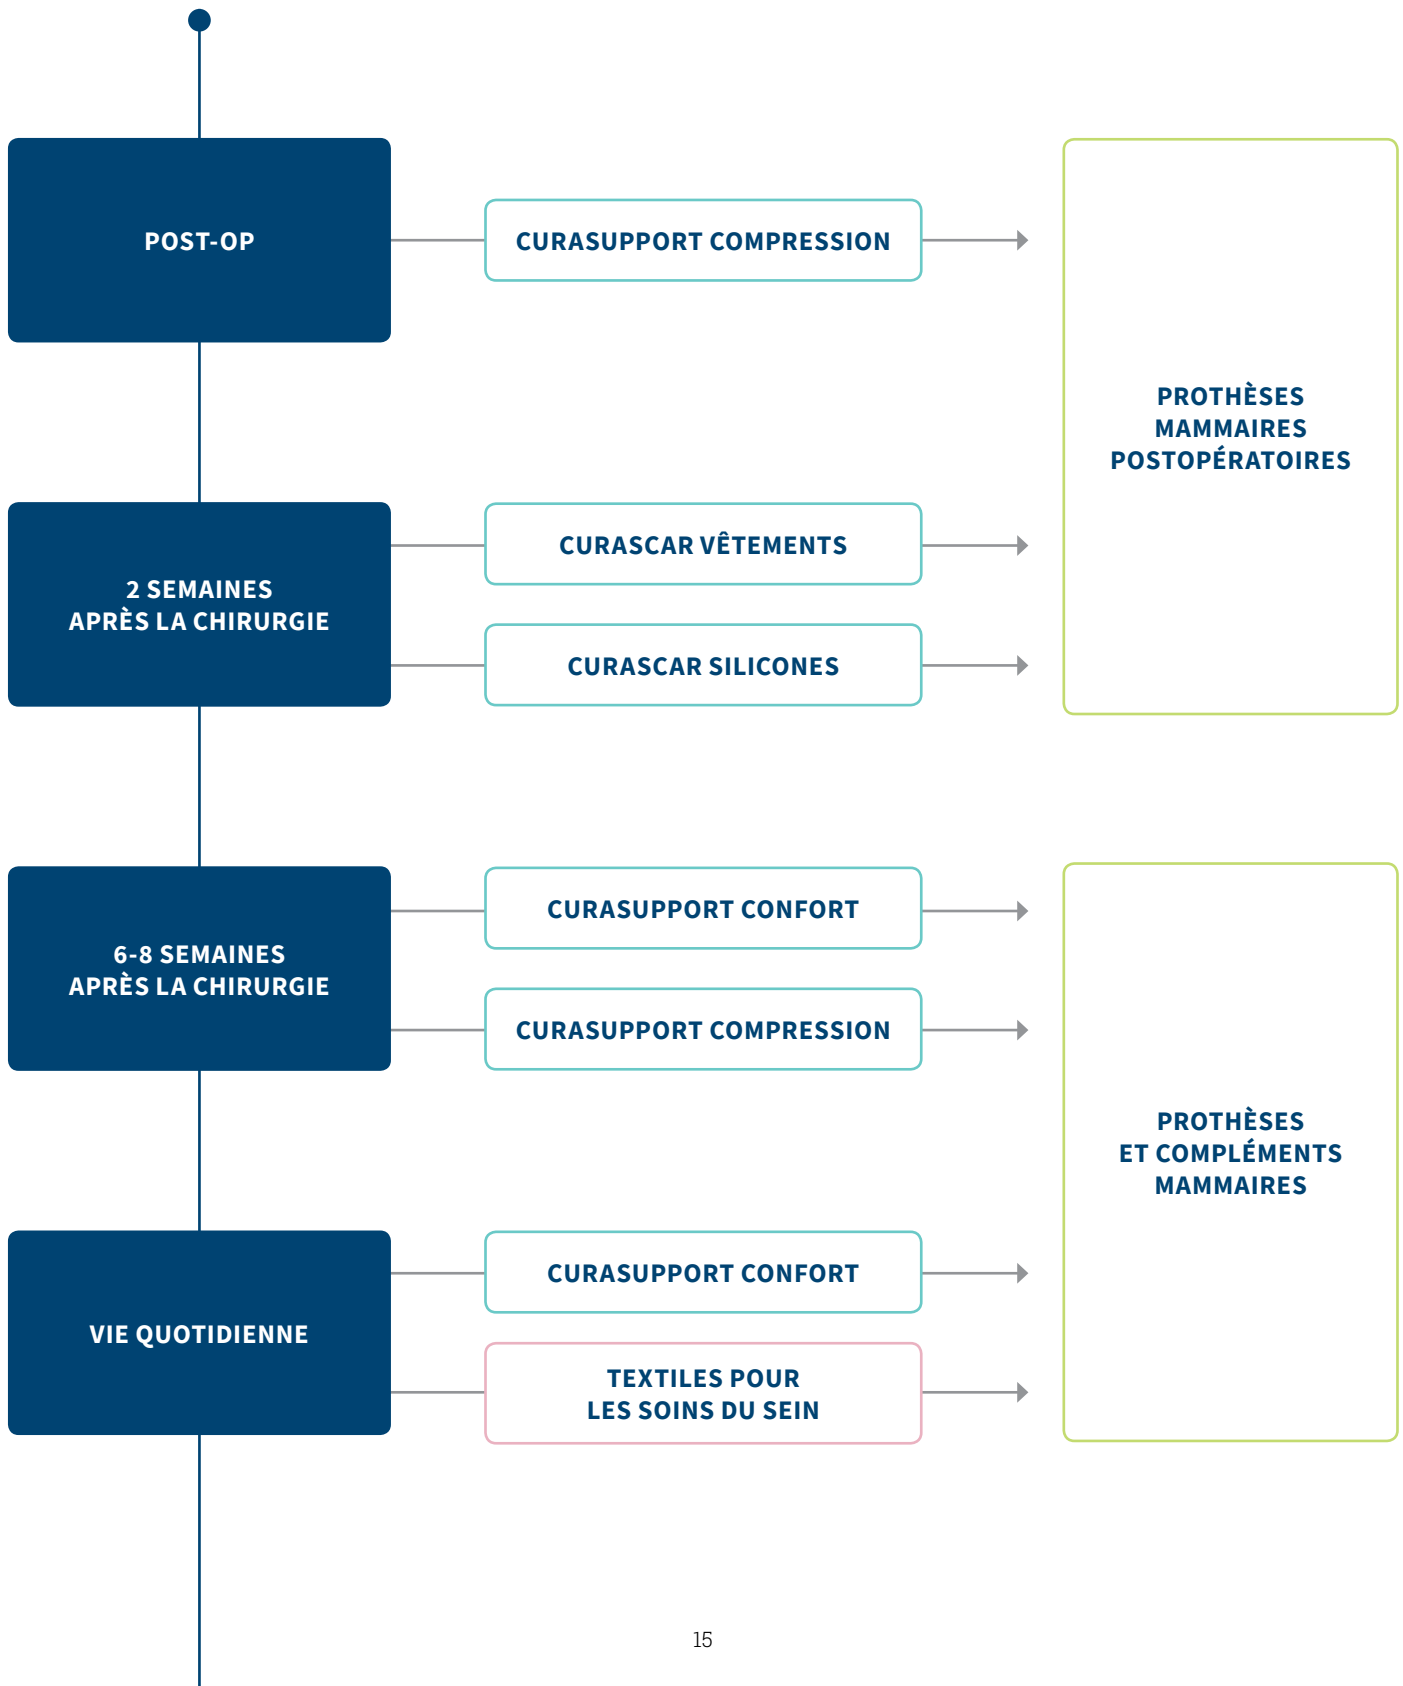 POST-OP
CURASUPPORT COMPRESSION
PROTHÈSES
MAMMAIRES
POSTOPÉRATOIRES
2 SEMAINES
APRÈS LA CHIRURGIE
CURASCAR VÊTEMENTS
CURASCAR SILICONES
6-8 SEMAINES
APRÈS LA CHIRURGIE
CURASUPPORT CONFORT
CURASUPPORT COMPRESSION
PROTHÈSES
ET COMPLÉMENTS
MAMMAIRES
VIE QUOTIDIENNE
CURASUPPORT CONFORT
TEXTILES POUR
LES SOINS DU SEIN
15